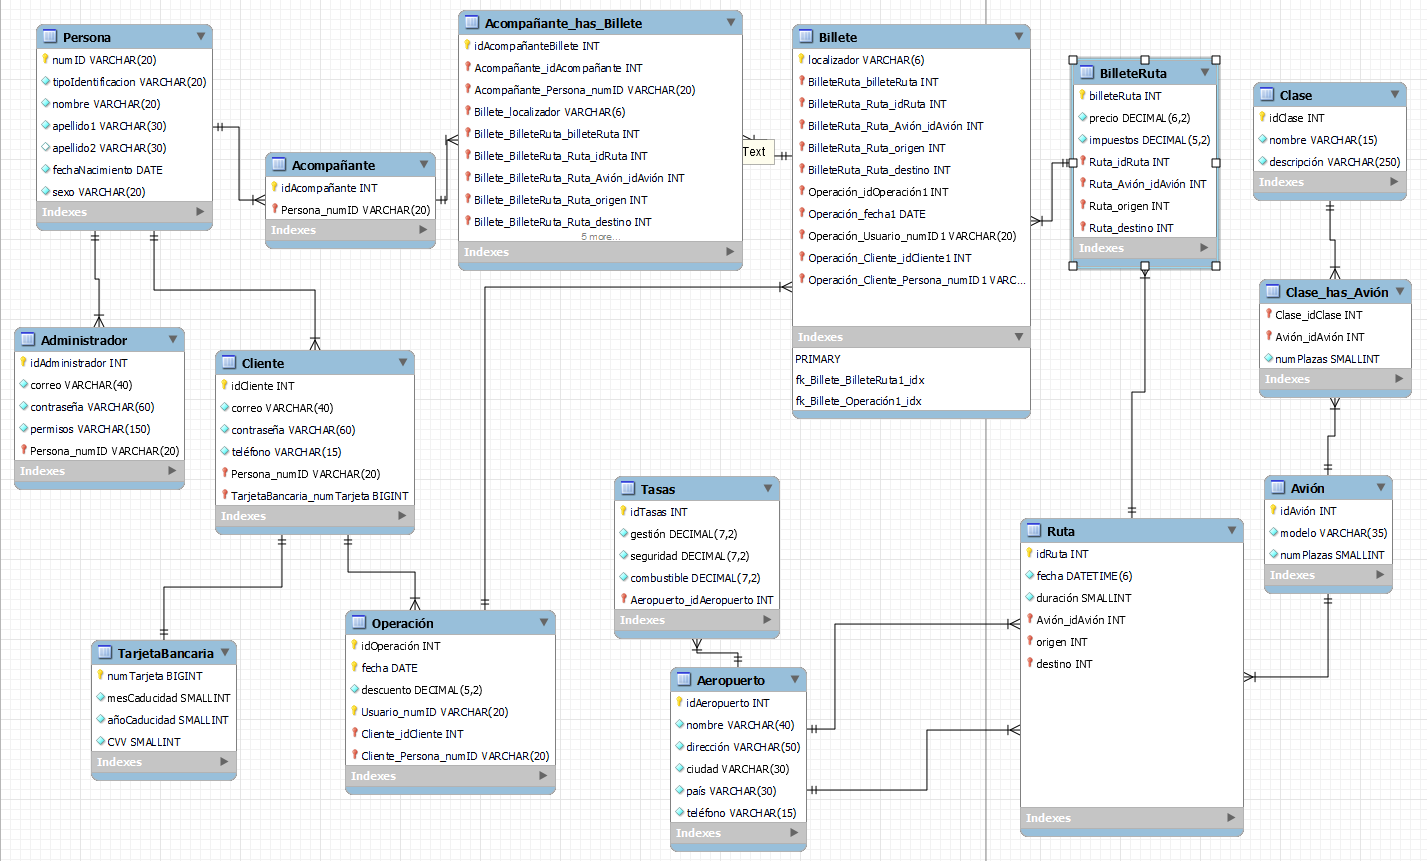 Persona
numID VARCHAR(20)
tipoIdentificacion VARCHAR(20)
nombre VARCHAR(20)
apellido1 VARCHAR(30)
apellido2 VARCHAR(30)
fechaNacimiento DATE
sexo VARCHAR(20)
Indexes
Acompañante
idAcompañante INT
Persona_numID VARCHAR(20)
Indexes
Acompañante_has_Billete
idAcompañanteBillete INT
Acompañante_idAcompañante INT
Acompañante_Persona_numID VARCHAR(20)
Billete_localizador VARCHAR(6)
Billete_BilleteRuta_billeteRuta INT
Billete_BilleteRuta_Ruta_idRuta INT
Billete_BilleteRuta_Ruta_Avión_idAvión INT
Billete_BilleteRuta_Ruta_origen INT
Billete_BilleteRuta_Ruta_destino INT
5 more...
Indexes
Text
Billete
localizador VARCHAR(6)
BilleteRuta_billeteRuta INT
BilleteRuta_Ruta_idRuta INT
BilleteRuta_Ruta_Avión_idAvión INT
BilleteRuta_Ruta_origen INT
BilleteRuta_Ruta_destino INT
Operación_idOperación1 INT
Operación_fecha1 DATE
Operación_Usuario_numID1 VARCHAR(20)
Operación_Cliente_idCliente1 INT
Operación_Cliente_Persona_numID1 VARC...
Indexes
PRIMARY
fk_Billete_BilleteRuta1_idx
fk_Billete_Operación1_idx
BilleteRuta
billeteRuta INT
precio DECIMAL(6,2)
impuestos DECIMAL(5,2)
Ruta_idRuta INT
Ruta_Avión_idAvión INT
Ruta_origen INT
Ruta_destino INT
Indexes
Clase
idClase INT
nombre VARCHAR(15)
descripción VARCHAR(250)
Indexes
Clase_has_Avión
Clase_idClase INT
Avión_idAvión INT
numPlazas SMALLINT
Indexes
Administrador
idAdministrador INT
correo VARCHAR(40)
contraseña VARCHAR(60)
permisos VARCHAR(150)
Persona_numID VARCHAR(20)
Indexes
Cliente
idCliente INT
correo VARCHAR(40)
contraseña VARCHAR(60)
teléfono VARCHAR(15)
Persona_numID VARCHAR(20)
TarjetaBancaria_numTarjeta BIGINT
Indexes
Tasas
idTasas INT
gestión DECIMAL(7,2)
seguridad DECIMAL(7,2)
combustible DECIMAL(7,2)
Aeropuerto_idAeropuerto INT
Indexes
Avión
idAvión INT
modelo VARCHAR(35)
numPlazas SMALLINT
Indexes
Ruta
idRuta INT
fecha DATETIME(6)
duración SMALLINT
Avión_idAvión INT
origen INT
destino INT
Indexes
TarjetaBancaria
numTarjeta BIGINT
mesCaducidad SMALLINT
añoCaducidad SMALLINT
CVV SMALLINT
Indexes
Operación
idOperación INT
fecha DATE
descuento DECIMAL(5,2)
Usuario_numID VARCHAR(20)
Cliente_idCliente INT
Cliente_Persona_numID VARCHAR(20)
Indexes
Aeropuerto
idAeropuerto INT
nombre VARCHAR(40)
dirección VARCHAR(50)
ciudad VARCHAR(30)
país VARCHAR(30)
teléfono VARCHAR(15)
Indexes